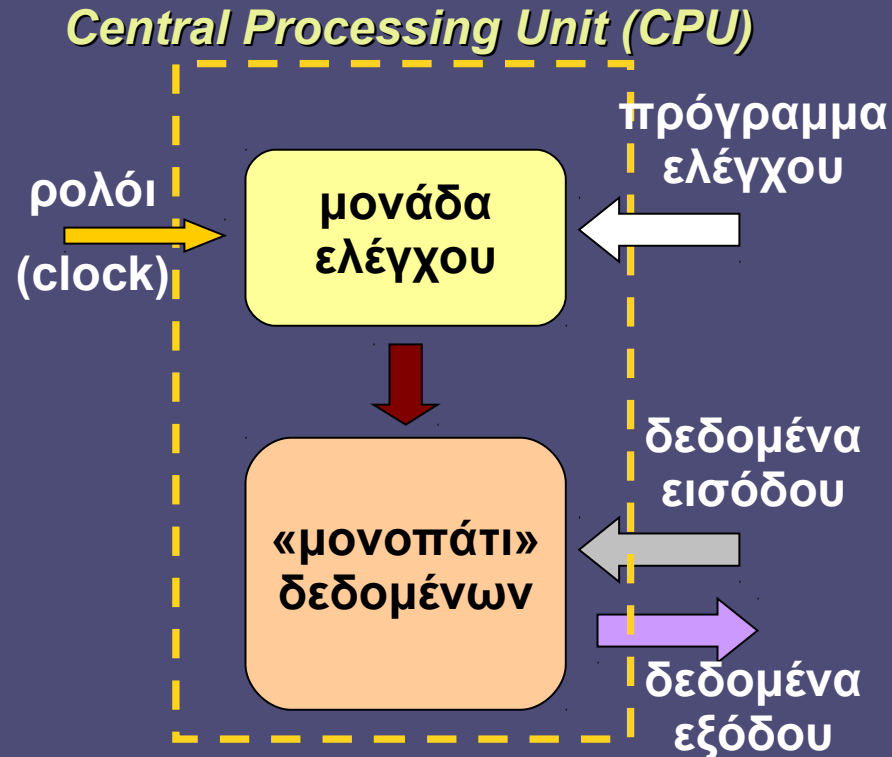 Central Processing Unit (CPU)
πρόγραμμα
ελέγχου
ρολόι
(clock)
μονάδα
ελέγχου
δεδομένα
εισόδου
«μονοπάτι»
δεδομένων
δεδομένα
εξόδου